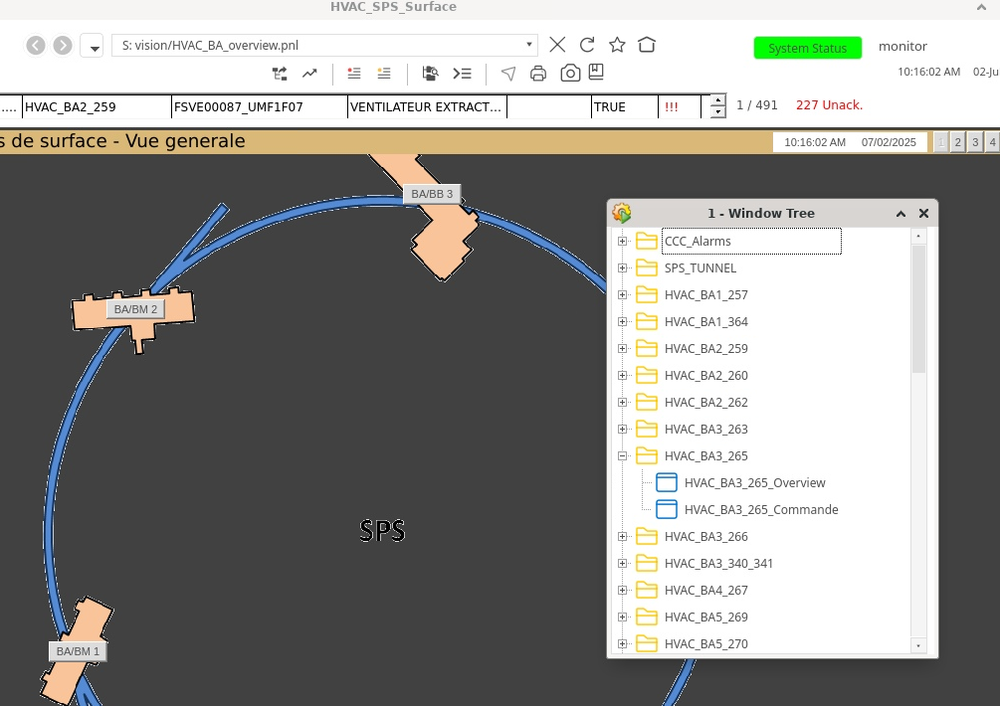 HVAC_SPS_Surface
S: vision/HVAC_BA_overview.pnl
System Status
monitor
10:16:02 AM 02-Ju
.... HVAC_BA2_259 FSVE00087_UMF1F07 VENTILATEUR EXTRACT... TRUE !!! 1 / 491 227 Unack.
s de surface - Vue generale
10:16:02 AM 07/02/2025 1 2 3 4
BA/BB 3
BA/BM 2
SPS
BA/BM 1
1 - Window Tree
CCC_Alarms
SPS_TUNNEL
HVAC_BA1_257
HVAC_BA1_364
HVAC_BA2_259
HVAC_BA2_260
HVAC_BA2_262
HVAC_BA3_263
HVAC_BA3_265
HVAC_BA3_265_Overview
HVAC_BA3_265_Commande
HVAC_BA3_266
HVAC_BA3_340_341
HVAC_BA4_267
HVAC_BA5_269
HVAC_BA5_270